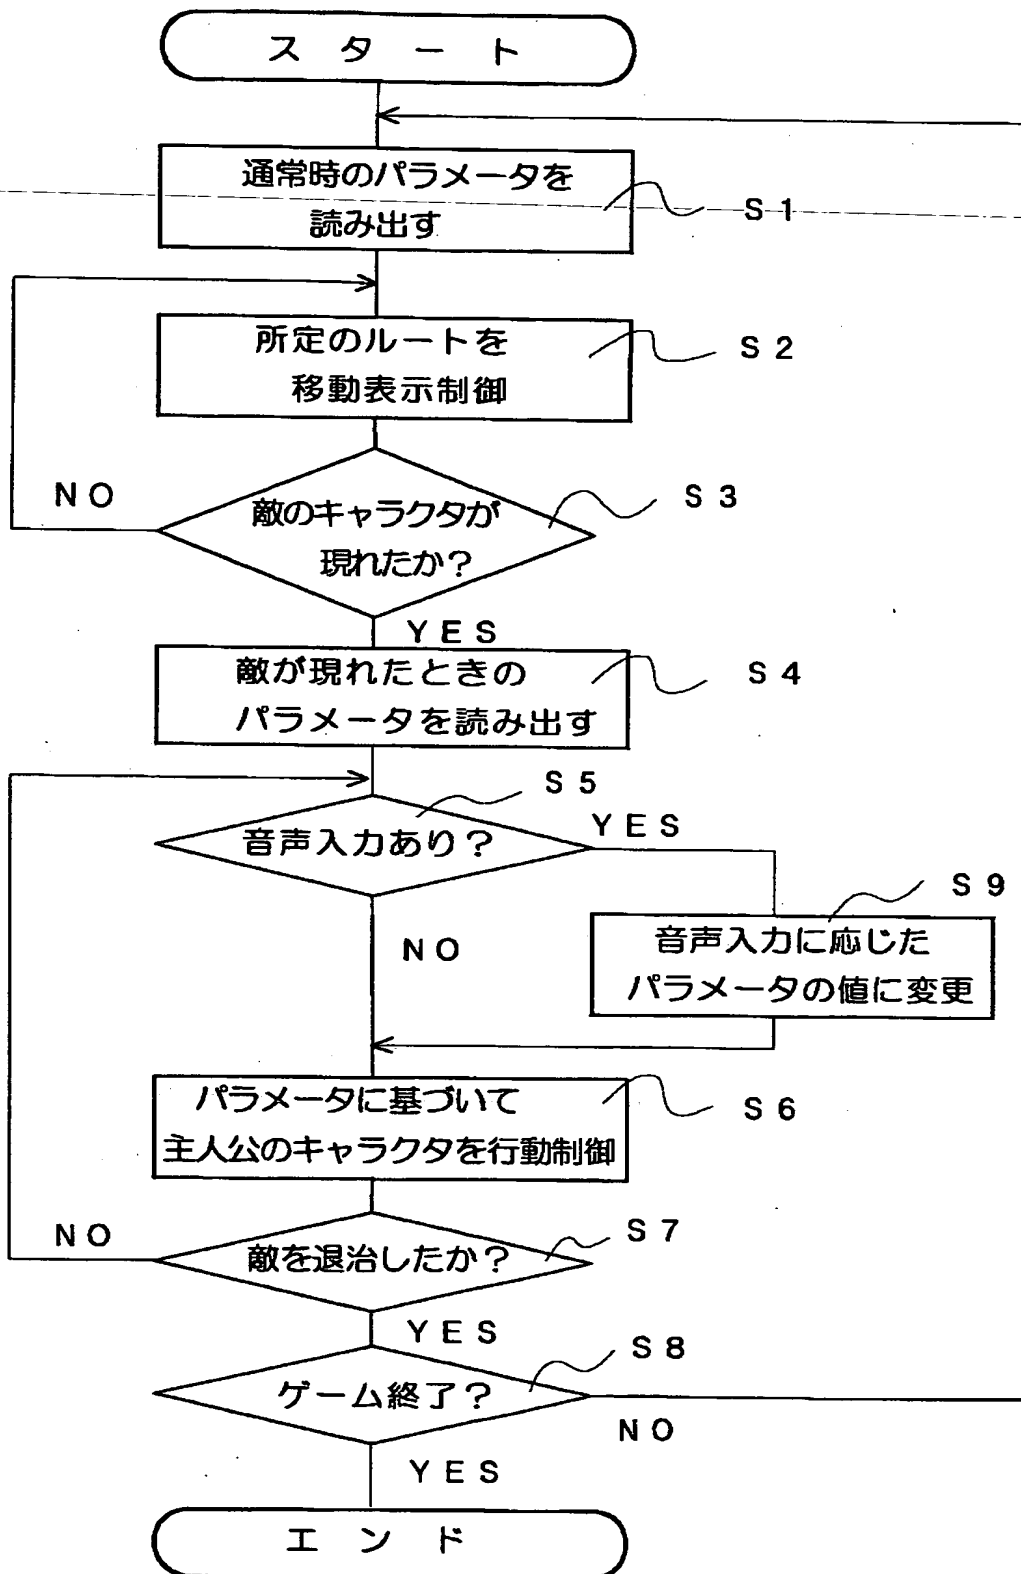 スタート
通常時のパラメータを
読み出す
S1
所定のルートを
移動表示制御
S2
NO
敵のキャラクタが
現れたか？
S3
YES
敵が現れたときの
パラメータを読み出す
S4
S5
音声入力あり？
YES
NO
S9
音声入力に応じた
パラメータの値に変更
パラメータに基づいて
主人公のキャラクタを行動制御
S6
NO
敵を退治したか？
S7
YES
ゲーム終了？
S8
NO
YES
エンド